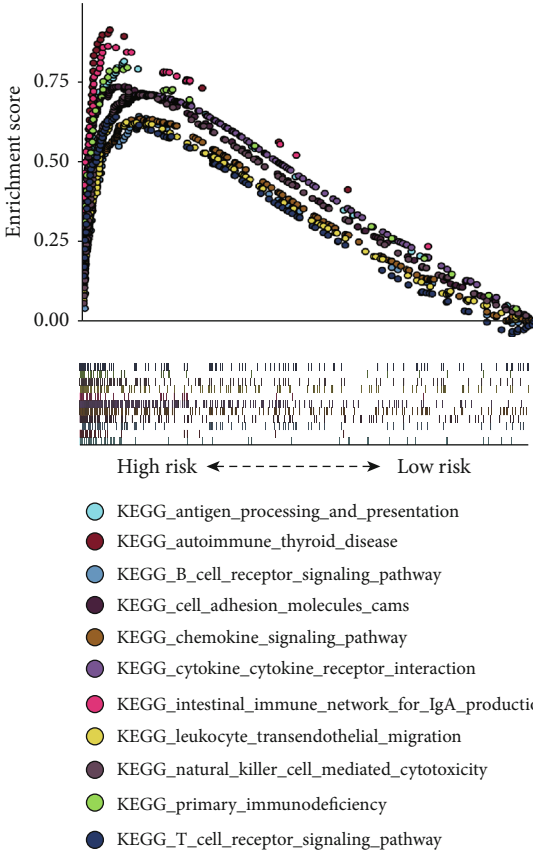 Enrichment score
0.75
0.50
0.25
0.00
High risk
Low risk
KEGG_antigen_processing_and_presentation
KEGG_autoimmune_thyroid_disease
KEGG_B_cell_receptor_signaling_pathway
KEGG_cell_adhesion_molecules_cams
KEGG_chemokine_signaling_pathway
KEGG_cytokine_cytokine_receptor_interaction
KEGG_intestinal_immune_network_for_IgA_productio
KEGG_leukocyte_transendothelial_migration
KEGG_natural_killer_cell_mediated_cytotoxicity
KEGG_primary_immunodeficiency
KEGG_T_cell_receptor_signaling_pathway